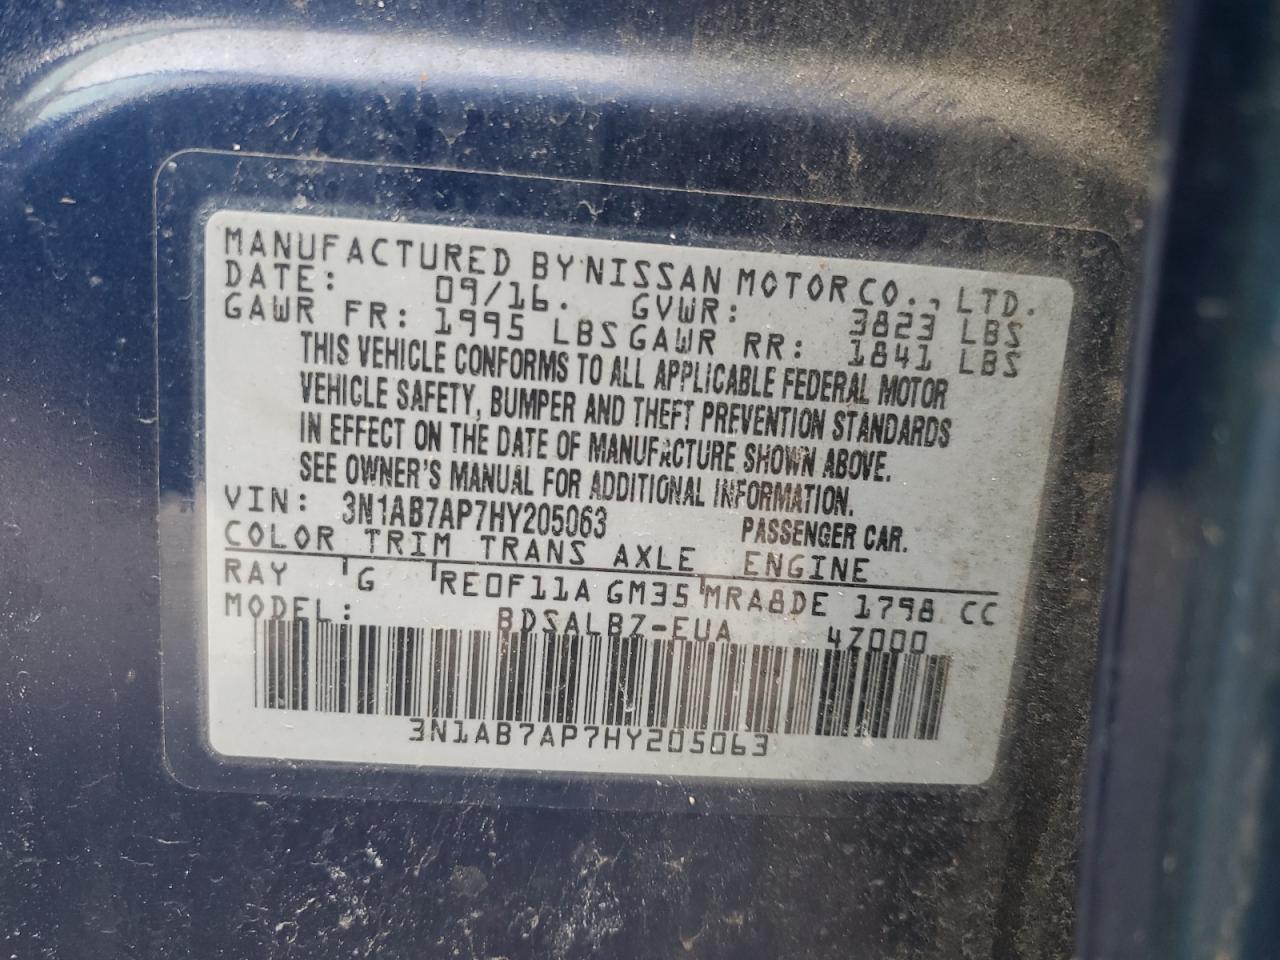 MANUFACTURED BY NISSAN MOTOR CO., LTD.
DATE: 09/16. GVWR: 3823 LBS
GAWR FR: 1995 LBS GAWR RR: 1841 LBS
THIS VEHICLE CONFORMS TO ALL APPLICABLE FEDERAL MOTOR
VEHICLE SAFETY, BUMPER AND THEFT PREVENTION STANDARDS
IN EFFECT ON THE DATE OF MANUFACTURE SHOWN ABOVE.
SEE OWNER'S MANUAL FOR ADDITIONAL INFORMATION.
VIN: 3N1AB7AP7HY205063 PASSENGER CAR.
COLOR TRIM TRANS AXLE ENGINE
RAY G RE0F11A GM35 MRA8DE 1798 CC
MODEL: BDSALBZ-EUA 4Z000
3N1AB7AP7HY205063